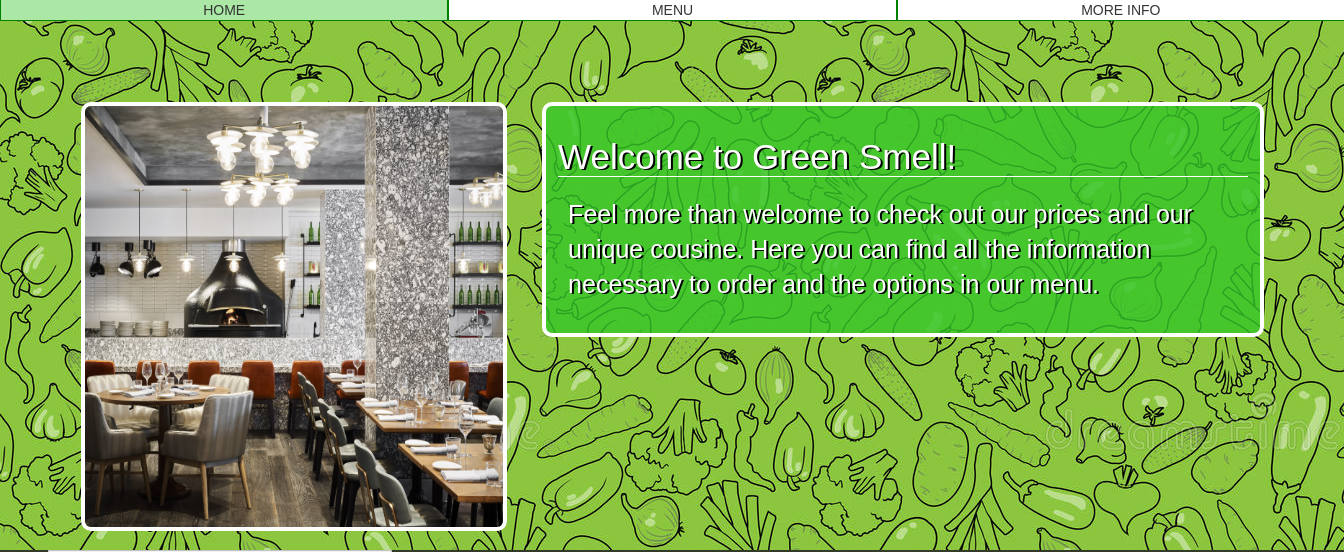 HOME
MENU
MORE INFO
Welcome to Green Smell!
Feel more than welcome to check out our prices and our
unique cousine. Here you can find all the information
necessary to order and the options in our menu.
dreamstime